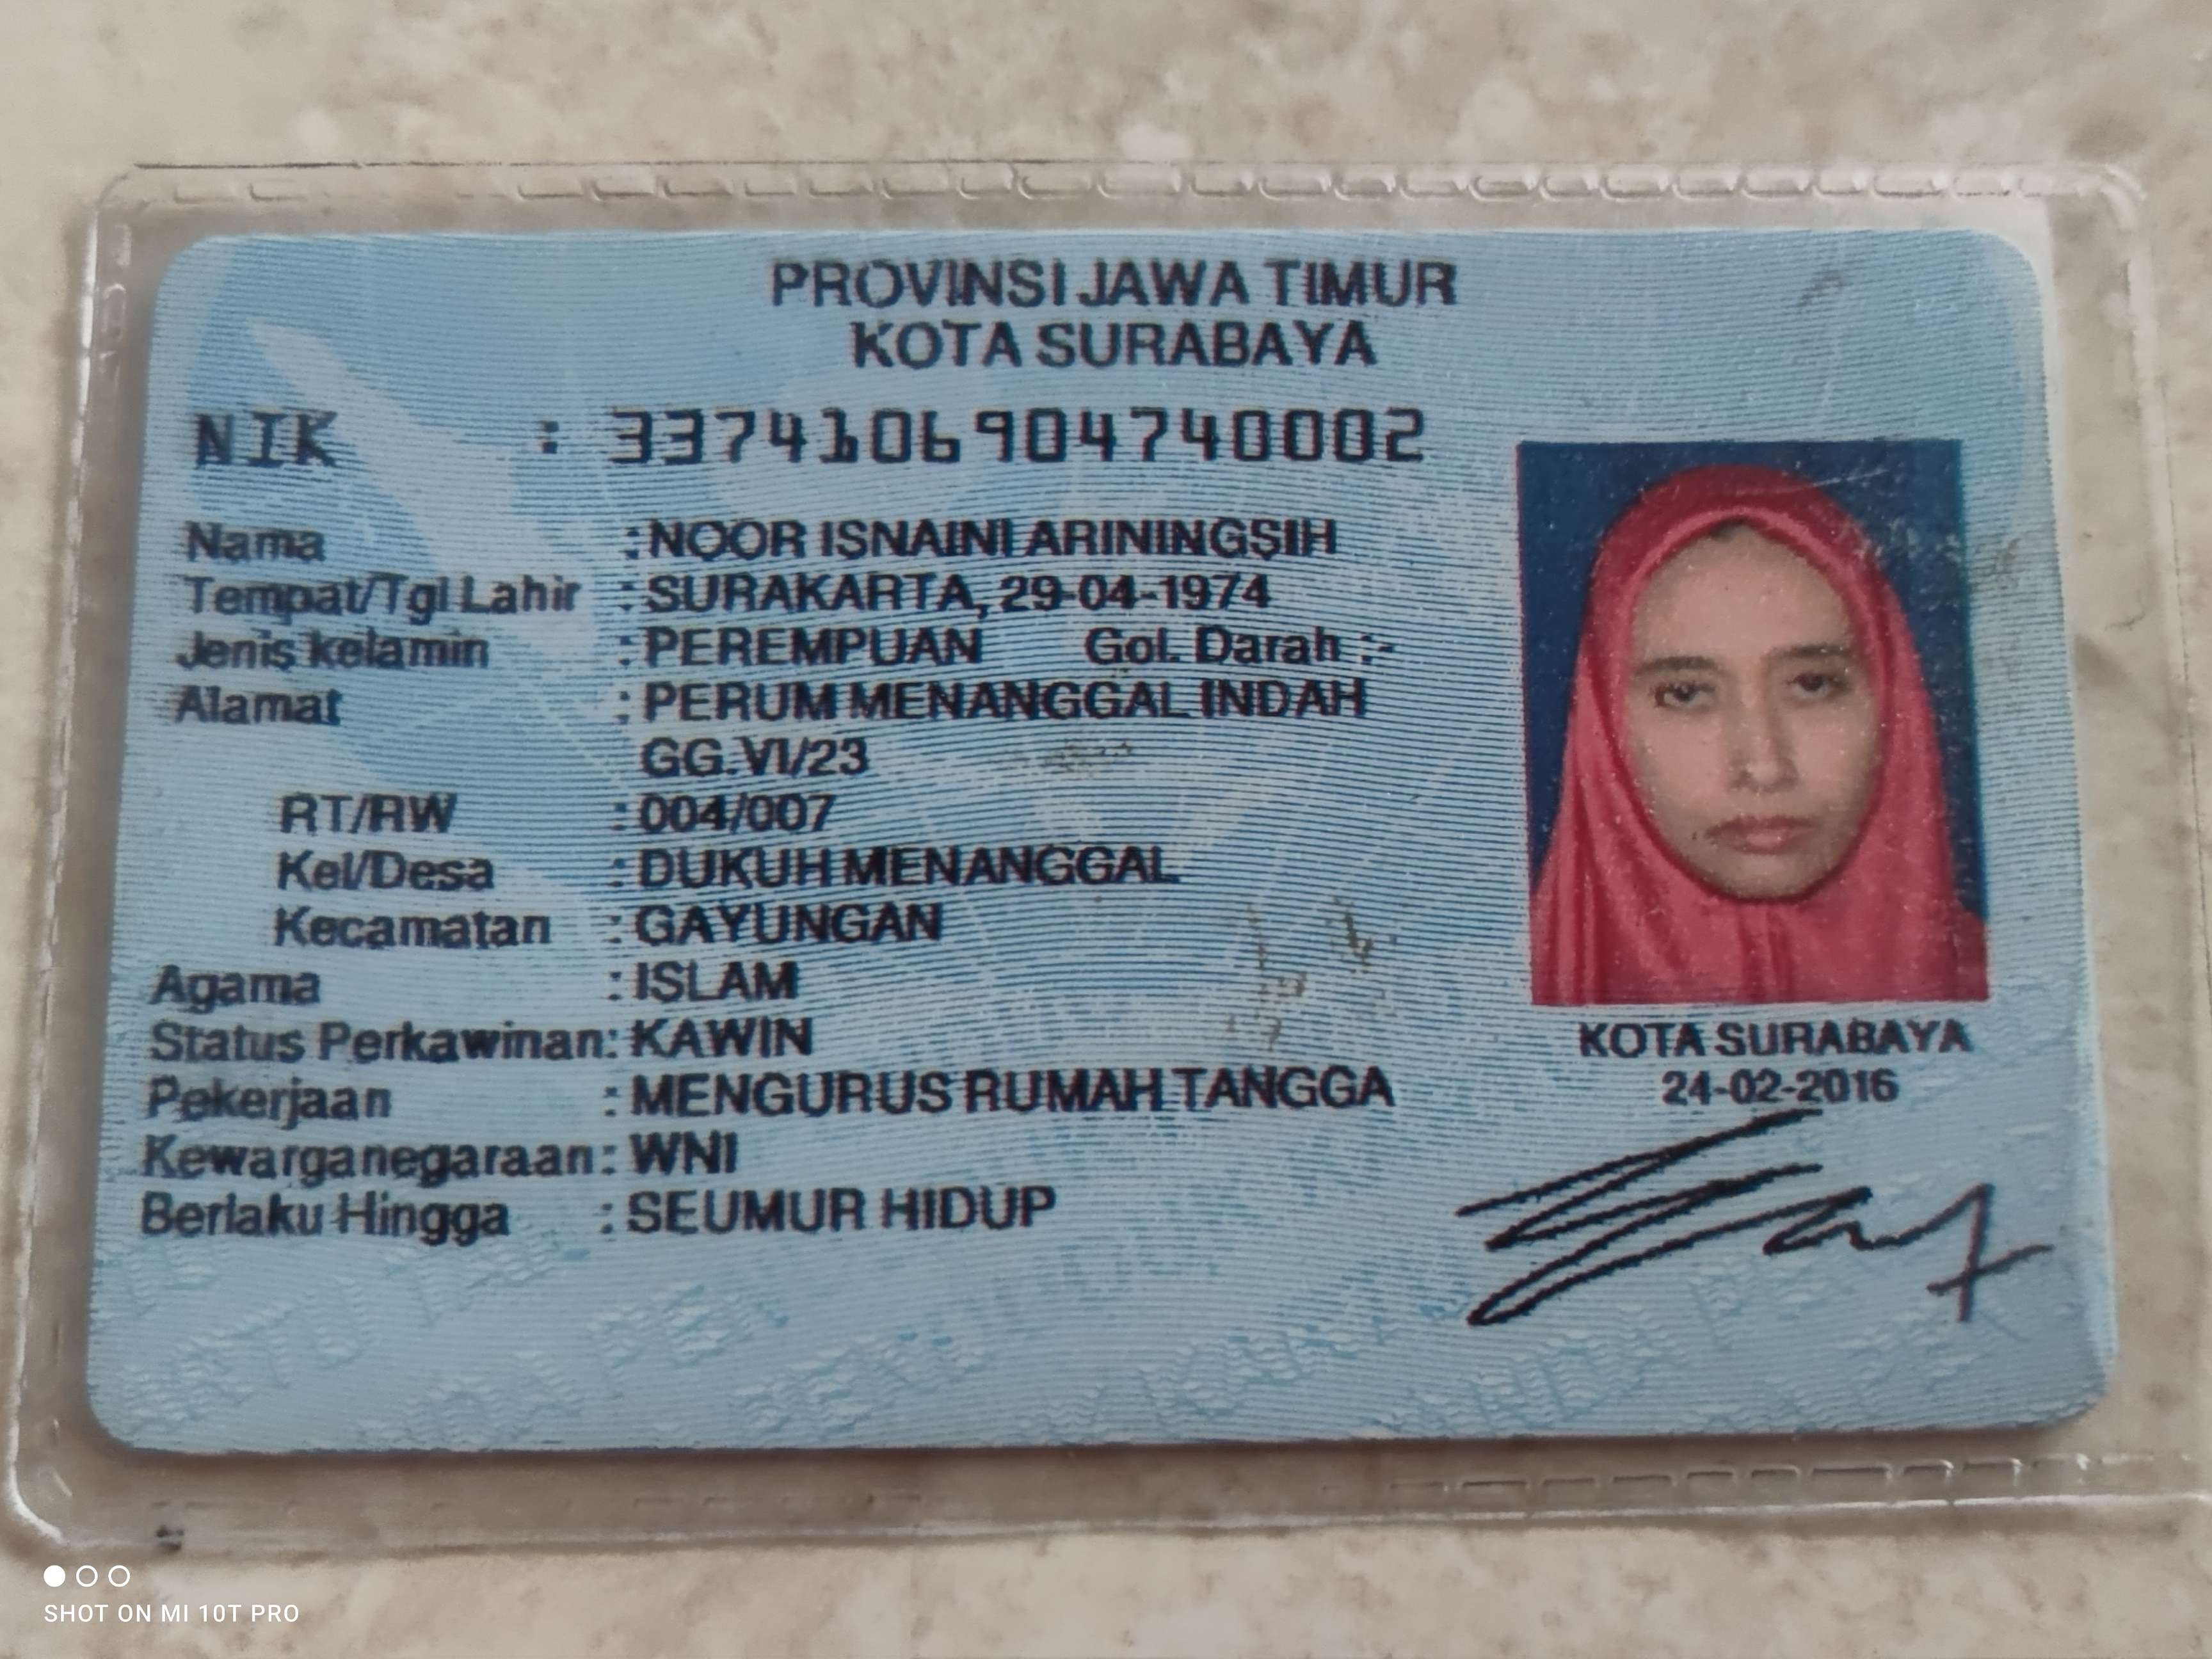 PROVINSI JAWA TIMUR
KOTA SURABAYA
NIK : 3374106904740002
Nama : NOOR ISNAINI ARININGSIH
Tempat/Tgl Lahir : SURAKARTA, 29-04-1974
Jenis kelamin : PEREMPUAN Gol. Darah :-
Alamat : PERUM MENANGGAL INDAH
GG.VI/23
RT/RW : 004/007
Kel/Desa : DUKUH MENANGGAL
Kecamatan : GAYUNGAN
Agama : ISLAM
Status Perkawinan: KAWIN
Pekerjaan : MENGURUS RUMAH TANGGA
Kewarganegaraan: WNI
Berlaku Hingga : SEUMUR HIDUP
KOTA SURABAYA
24-02-2016
SHOT ON MI 10T PRO